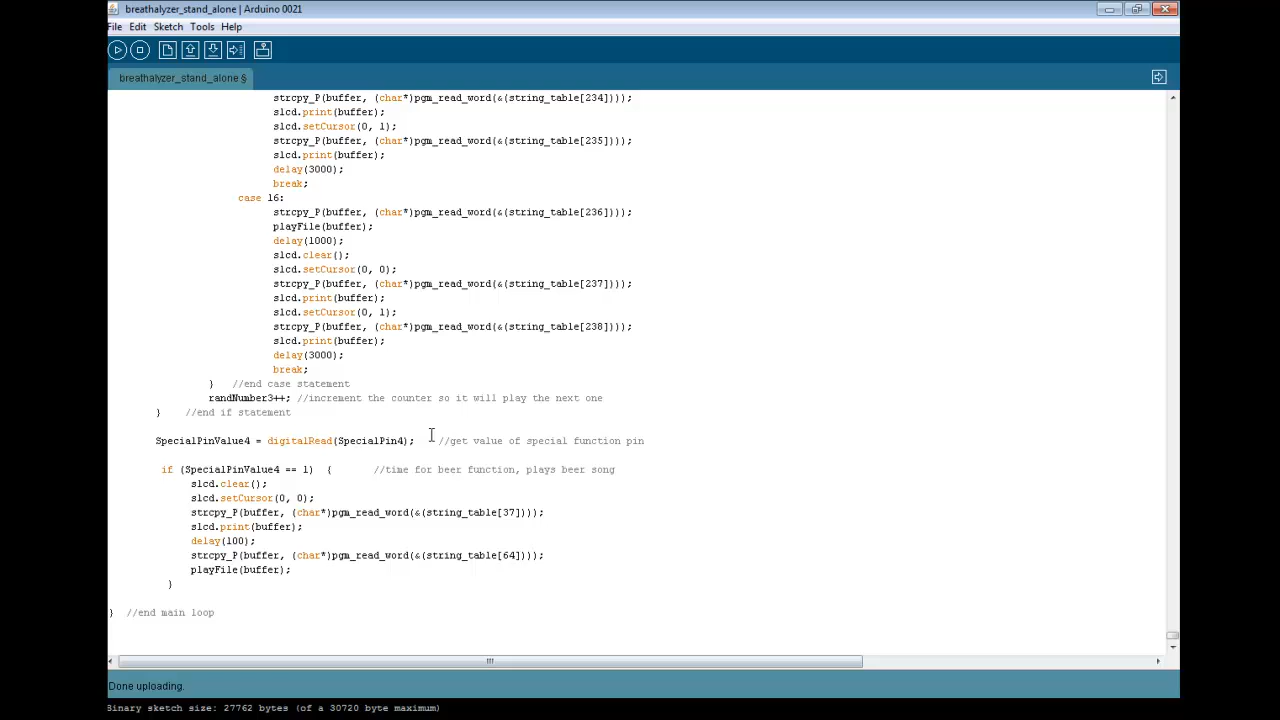 breathalyzer_stand_alone | Arduino 0021
File Edit Sketch Tools Help
breathalyzer_stand_alone §
strcpy_P(buffer, (char*)pgm_read_word(&(string_table[234])));
slcd.print(buffer);
slcd.setCursor(0, 1);
strcpy_P(buffer, (char*)pgm_read_word(&(string_table[235])));
slcd.print(buffer);
delay(3000);
break;
case 16:
strcpy_P(buffer, (char*)pgm_read_word(&(string_table[236])));
playFile(buffer);
delay(1000);
slcd.clear();
slcd.setCursor(0, 0);
strcpy_P(buffer, (char*)pgm_read_word(&(string_table[237])));
slcd.print(buffer);
slcd.setCursor(0, 1);
strcpy_P(buffer, (char*)pgm_read_word(&(string_table[238])));
slcd.print(buffer);
delay(3000);
break;
} //end case statement
randNumber3++; //increment the counter so it will play the next one
} //end if statement
SpecialPinValue4 = digitalRead(SpecialPin4); //get value of special function pin
if (SpecialPinValue4 == 1) { //time for beer function, plays beer song
slcd.clear();
slcd.setCursor(0, 0);
strcpy_P(buffer, (char*)pgm_read_word(&(string_table[37])));
slcd.print(buffer);
delay(100);
strcpy_P(buffer, (char*)pgm_read_word(&(string_table[64])));
playFile(buffer);
}
} //end main loop
Done uploading.
Binary sketch size: 27762 bytes (of a 30720 byte maximum)